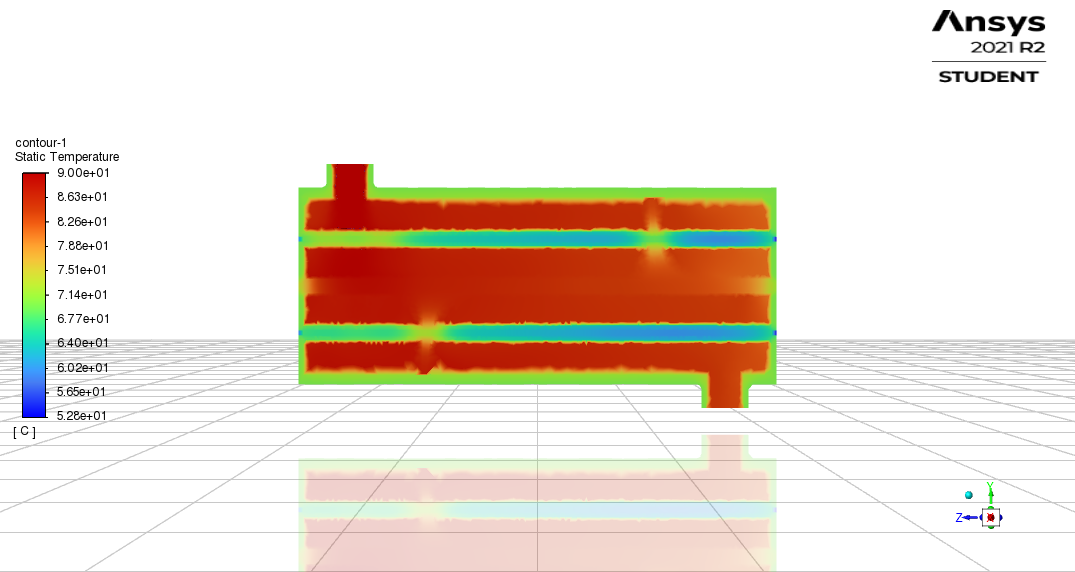 Ansys
2021 R2
STUDENT
contour-1
Static Temperature
9.00e+01
8.63e+01
8.26e+01
7.88e+01
7.51e+01
7.14e+01
6.77e+01
6.40e+01
6.02e+01
5.65e+01
5.28e+01
[ C ]
Y
Z